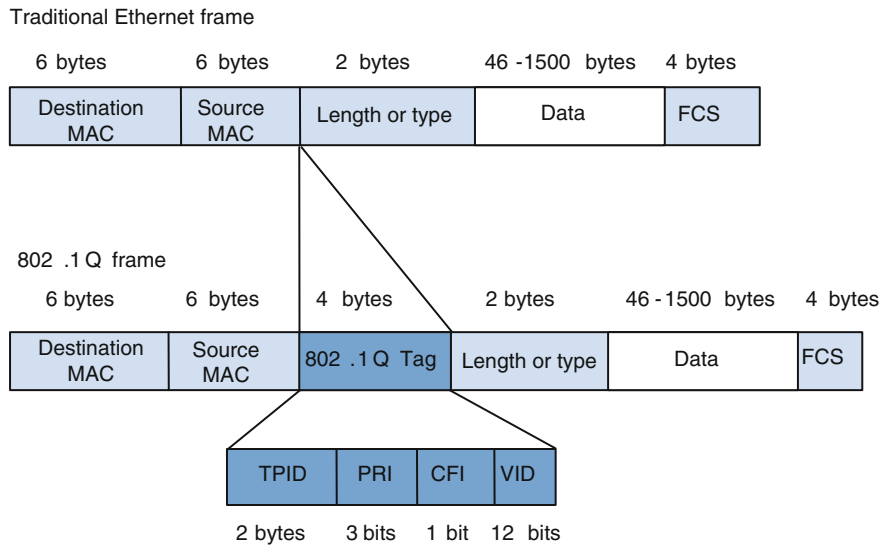 Traditional Ethernet frame
6 bytes 6 bytes 2 bytes 46 -1500 bytes 4 bytes
Destination MAC Source MAC Length or type Data FCS
802 .1 Q frame
6 bytes 6 bytes 4 bytes 2 bytes 46 - 1500 bytes 4 bytes
Destination MAC Source MAC 802 .1 Q Tag Length or type Data FCS
TPID PRI CFI VID
2 bytes 3 bits 1 bit 12 bits